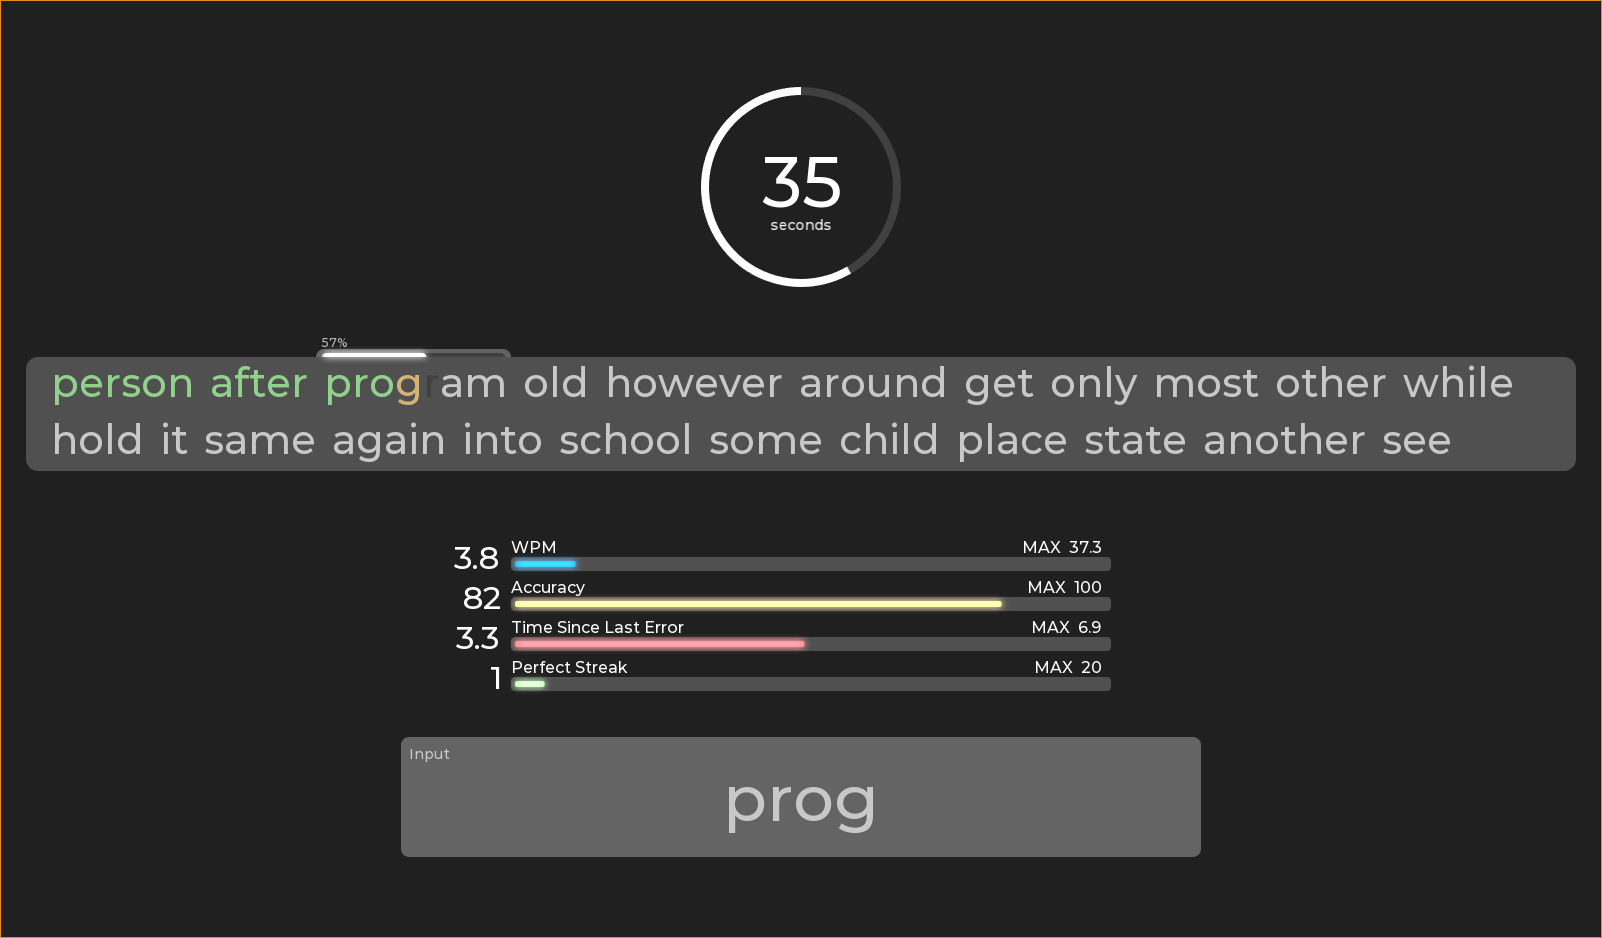 35
seconds
57%
person after program old however around get only most other while
hold it same again into school some child place state another see
3.8 WPM MAX 37.3
82 Accuracy MAX 100
3.3 Time Since Last Error MAX 6.9
1 Perfect Streak MAX 20
Input
prog